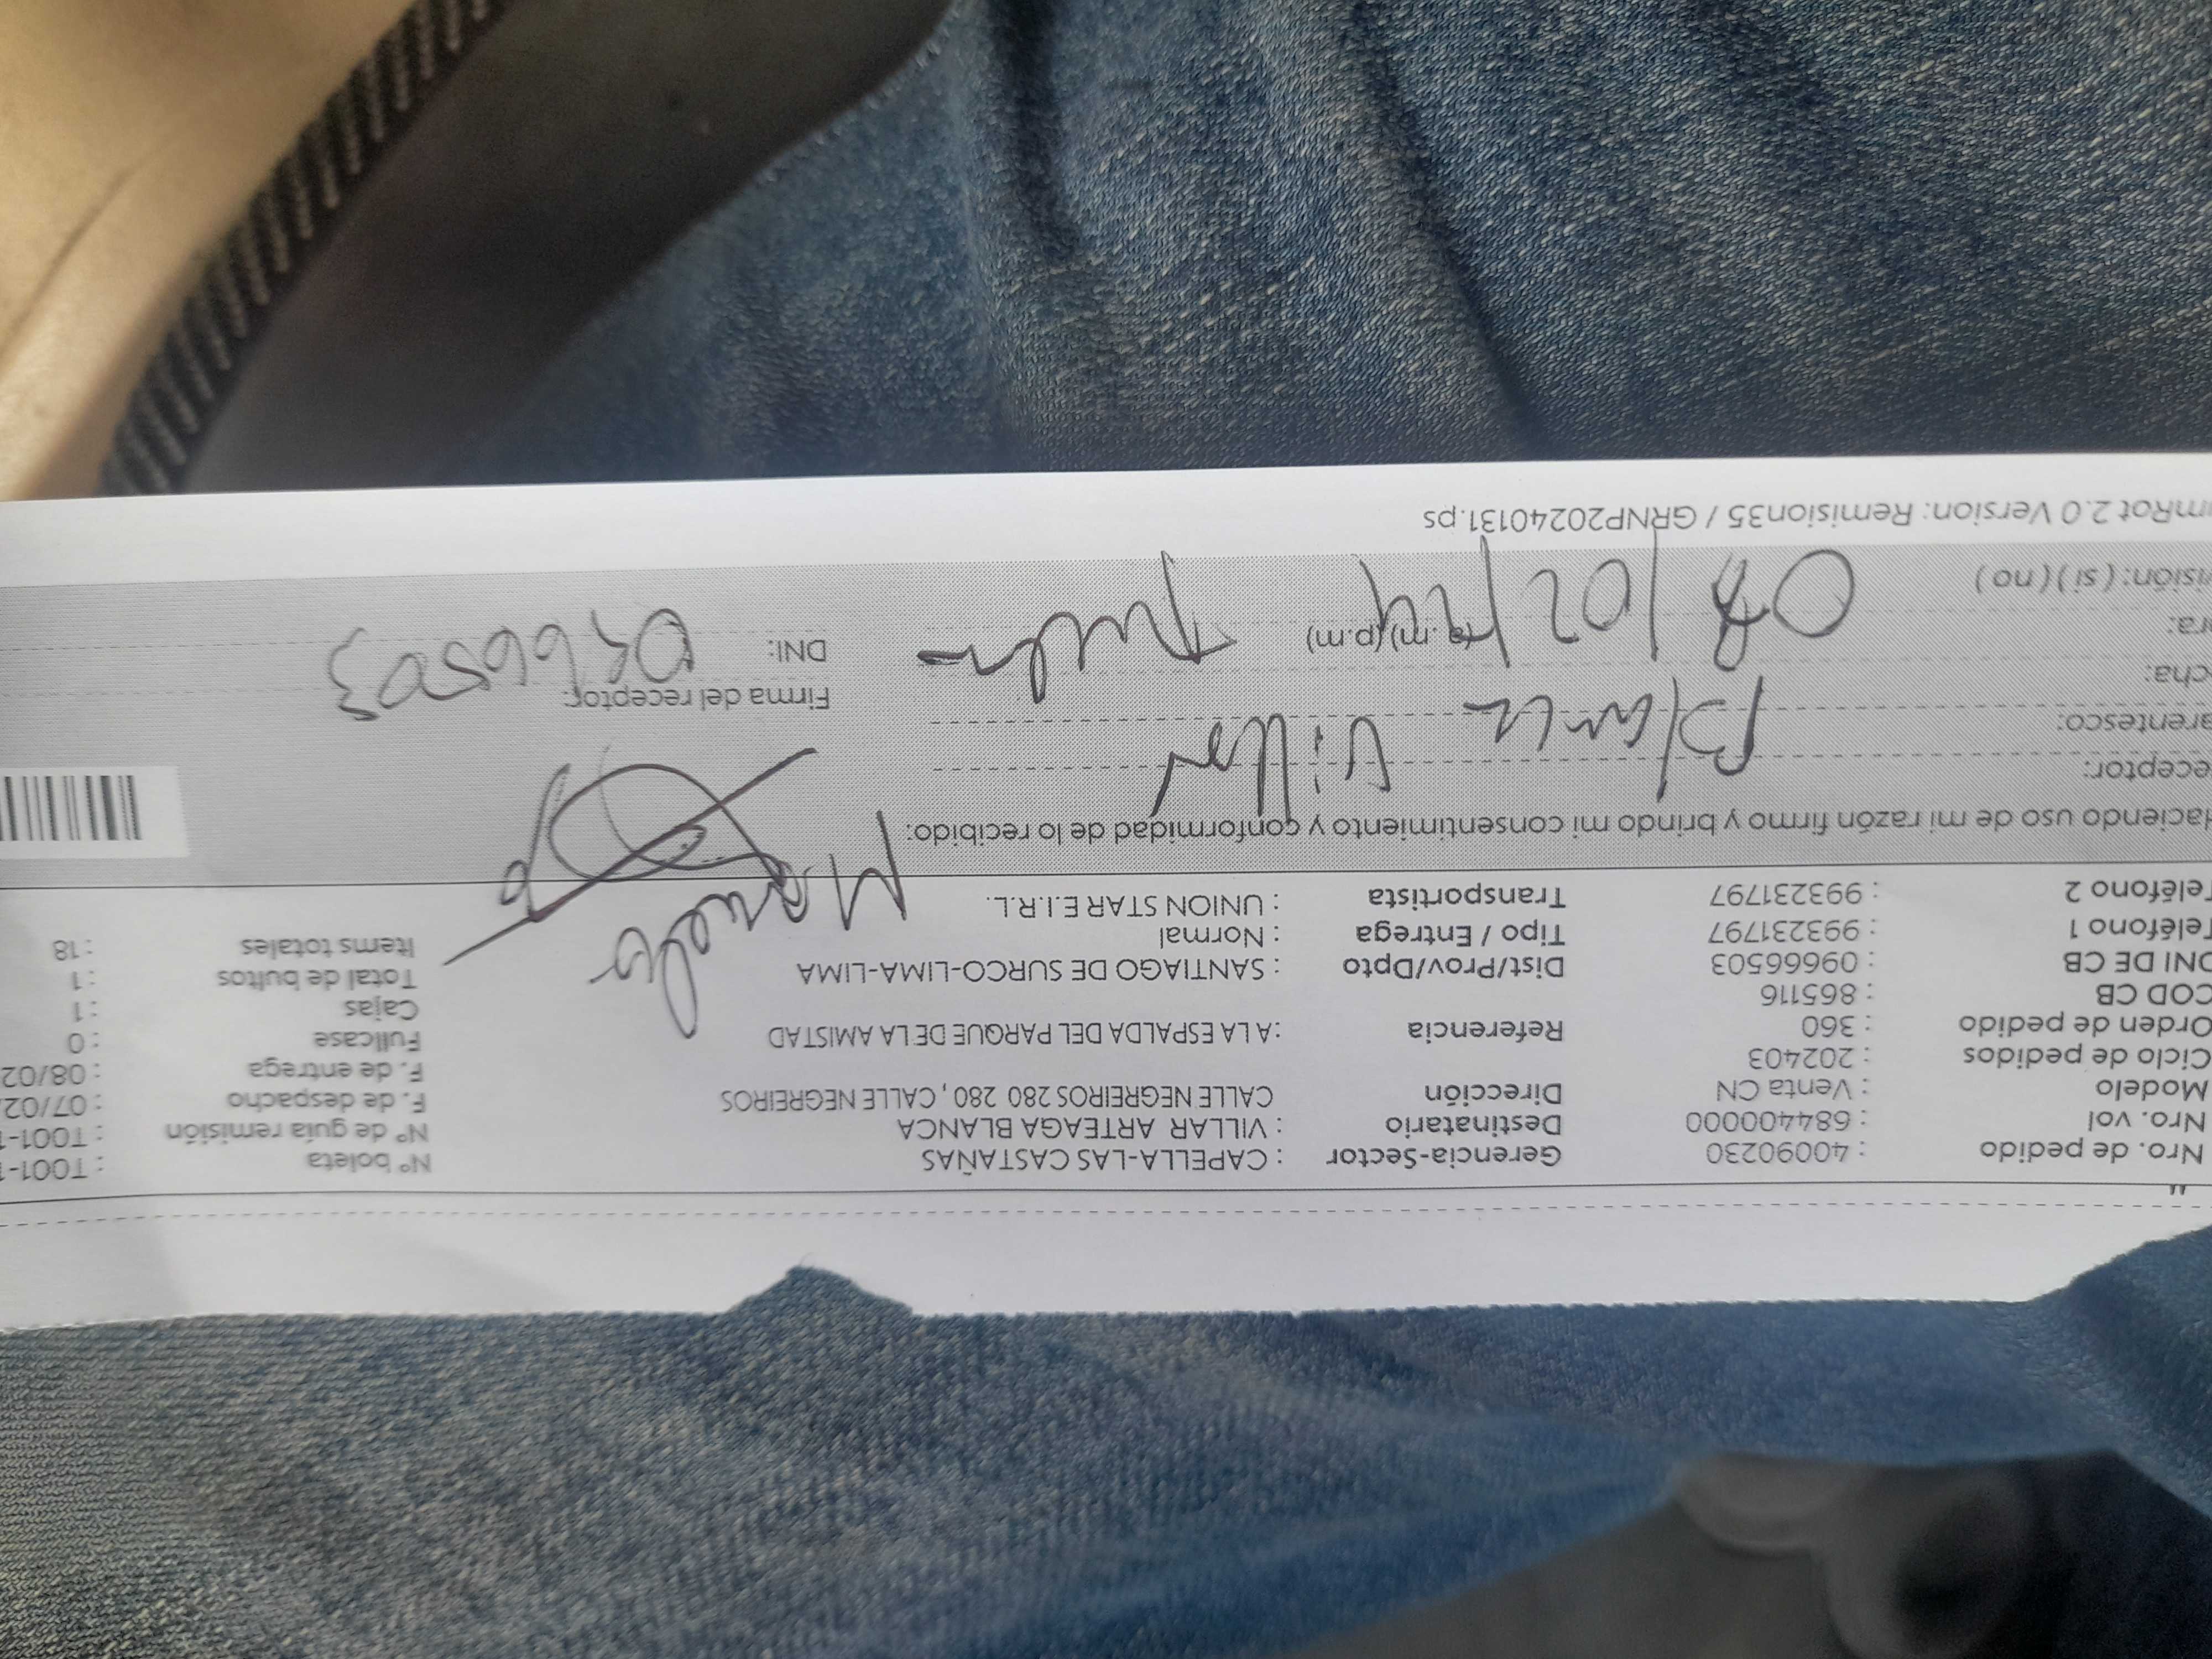 Nro. de pedido : 40090230 Gerencia-Sector : CAPELLA-LAS CASTAÑAS N° boleta : T001-
Nro. vol : 684400000 Destinatario : VILLAR ARTEAGA BLANCA N° de guia remisión : T001-
Modelo : Venta CN Dirección CALLE NEGREIROS 280 280 , CALLE NEGREIROS F. de despacho : 07/02
Ciclo de pedidos : 202403 F. de entrega : 08/02
Orden de pedido : 360 Referencia : A LA ESPALDA DEL PARQUE DE LA AMISTAD Fullcase : 0
COD CB : 865116 Cajas : 1
DNI DE CB : 09666503 Dist/Prov/Dpto : SANTIAGO DE SURCO-LIMA-LIMA Total de bultos : 1
Teléfono 1 : 993231797 Tipo / Entrega : Normal Items totales : 18
Teléfono 2 : 993231797 Transportista : UNION STAR E.I.R.L.
Haciendo uso de mi razón firmo y brindo mi consentimiento y conformidad de lo recibido:
eceptor: Blanca Villar
arentesco:
cha: Firma del receptor:
ra: 08/02/24 (a.m) (p.m) DNI:
isión: ( si ) ( no )
mRot 2.0 Version: Remision35 / GRNP20240131.ps